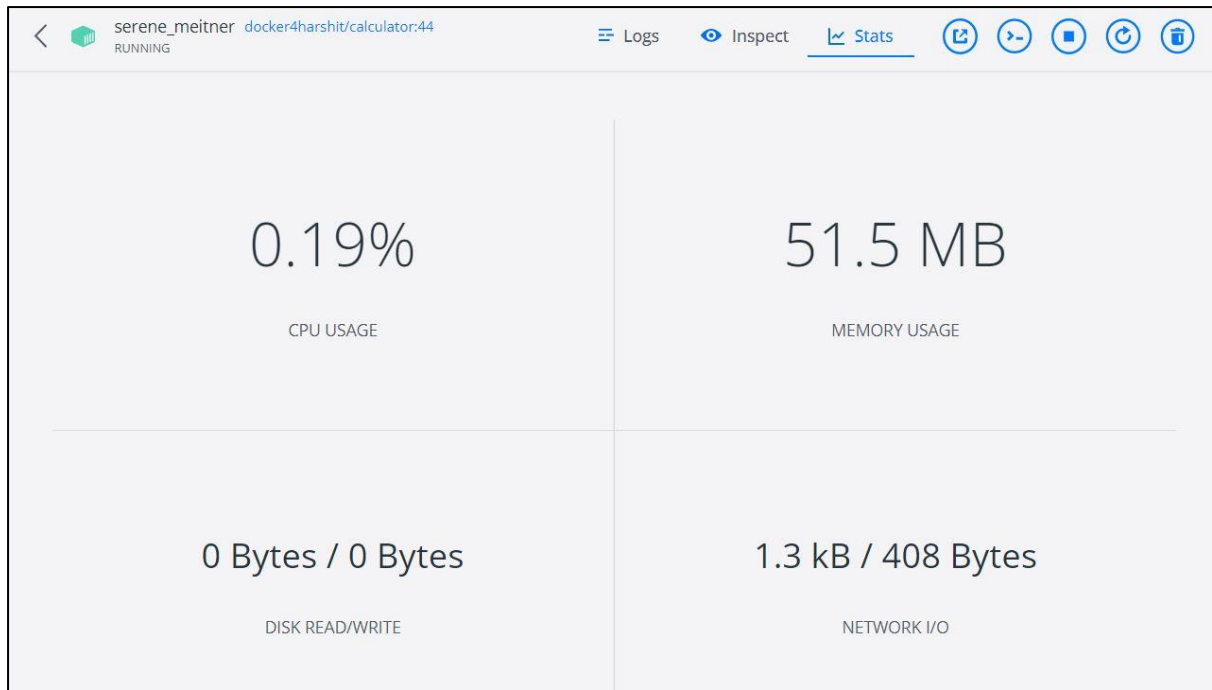 serene_meitner docker4harshit/calculator:44
RUNNING
Logs
Inspect
Stats
0.19%
CPU USAGE
51.5 MB
MEMORY USAGE
0 Bytes / 0 Bytes
DISK READ/WRITE
1.3 kB / 408 Bytes
NETWORK I/O